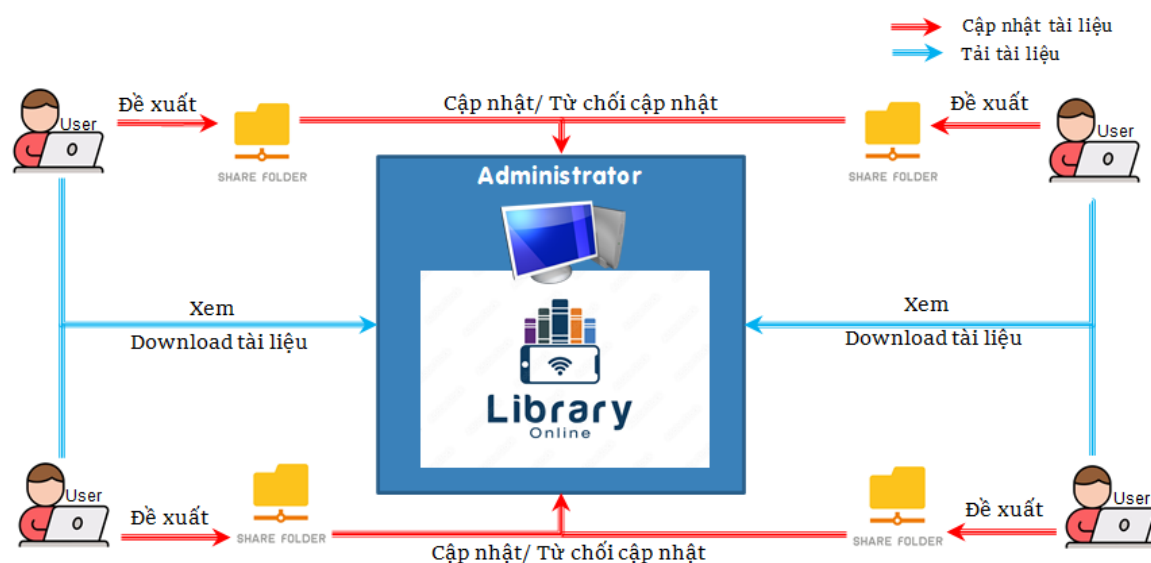 Cập nhật tài liệu
Tải tài liệu
Đề xuất
Cập nhật/ Từ chối cập nhật
Đề xuất
User
User
SHARE FOLDER
SHARE FOLDER
Administrator
Xem
Download tài liệu
Xem
Download tài liệu
Library
Online
User
User
Đề xuất
Đề xuất
SHARE FOLDER
SHARE FOLDER
Cập nhật/ Từ chối cập nhật